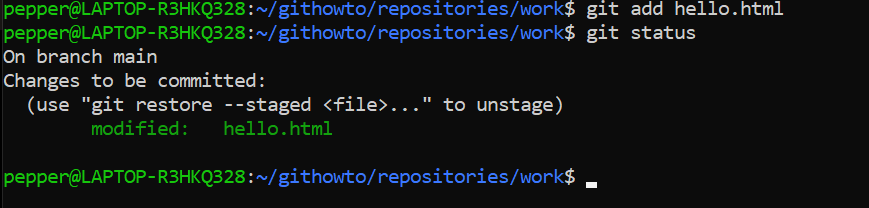 pepper@LAPTOP-R3HKQ328:~/githowto/repositories/work$ git add hello.html
pepper@LAPTOP-R3HKQ328:~/githowto/repositories/work$ git status
On branch main
Changes to be committed:
  (use "git restore --staged <file>..." to unstage)
        modified:   hello.html

pepper@LAPTOP-R3HKQ328:~/githowto/repositories/work$